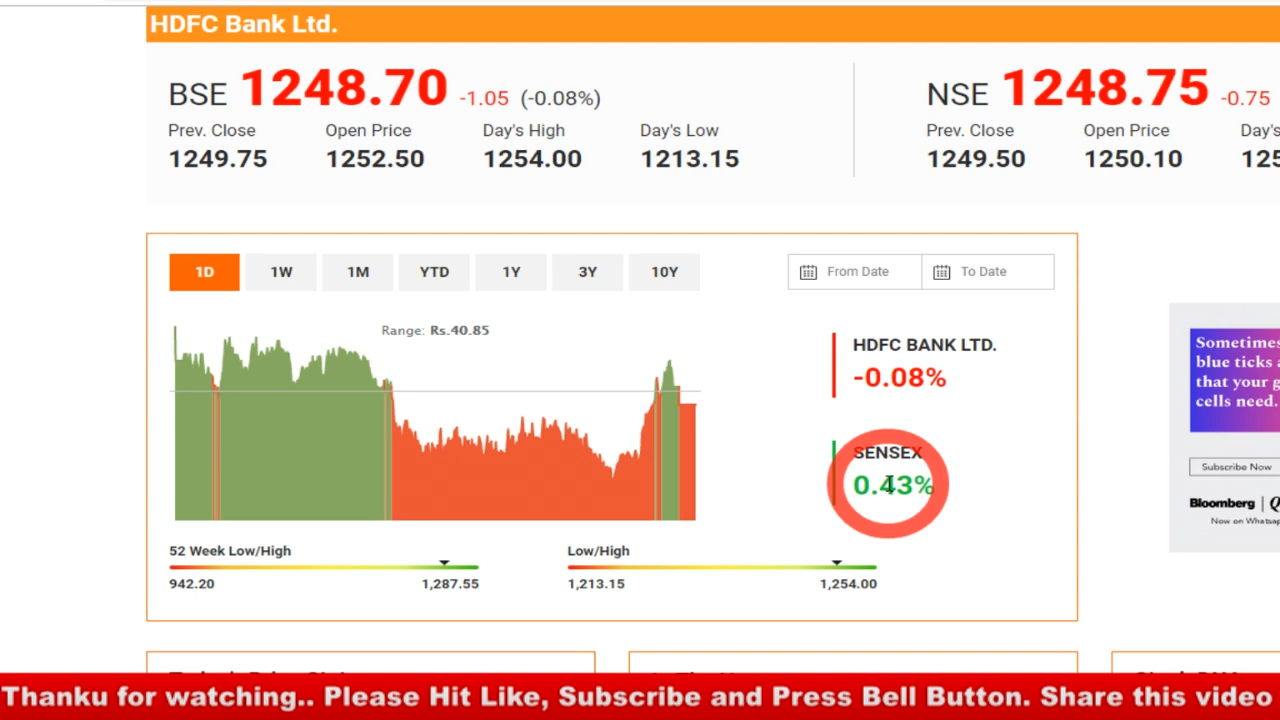 HDFC Bank Ltd.
BSE 1248.70 -1.05 (-0.08%)
Prev. Close Open Price Day's High Day's Low
1249.75 1252.50 1254.00 1213.15
NSE 1248.75 -0.75
Prev. Close Open Price Day's
1249.50 1250.10 125
1D 1W 1M YTD 1Y 3Y 10Y
From Date To Date
Range: Rs.40.85
HDFC BANK LTD.
-0.08%
SENSEX
0.43%
52 Week Low/High
942.20 1,287.55
Low/High
1,213.15 1,254.00
Sometimes
blue ticks a
that your g
cells need.
Subscribe Now
Bloomberg | Q
Now on Whatsap
Thanku for watching.. Please Hit Like, Subscribe and Press Bell Button. Share this video